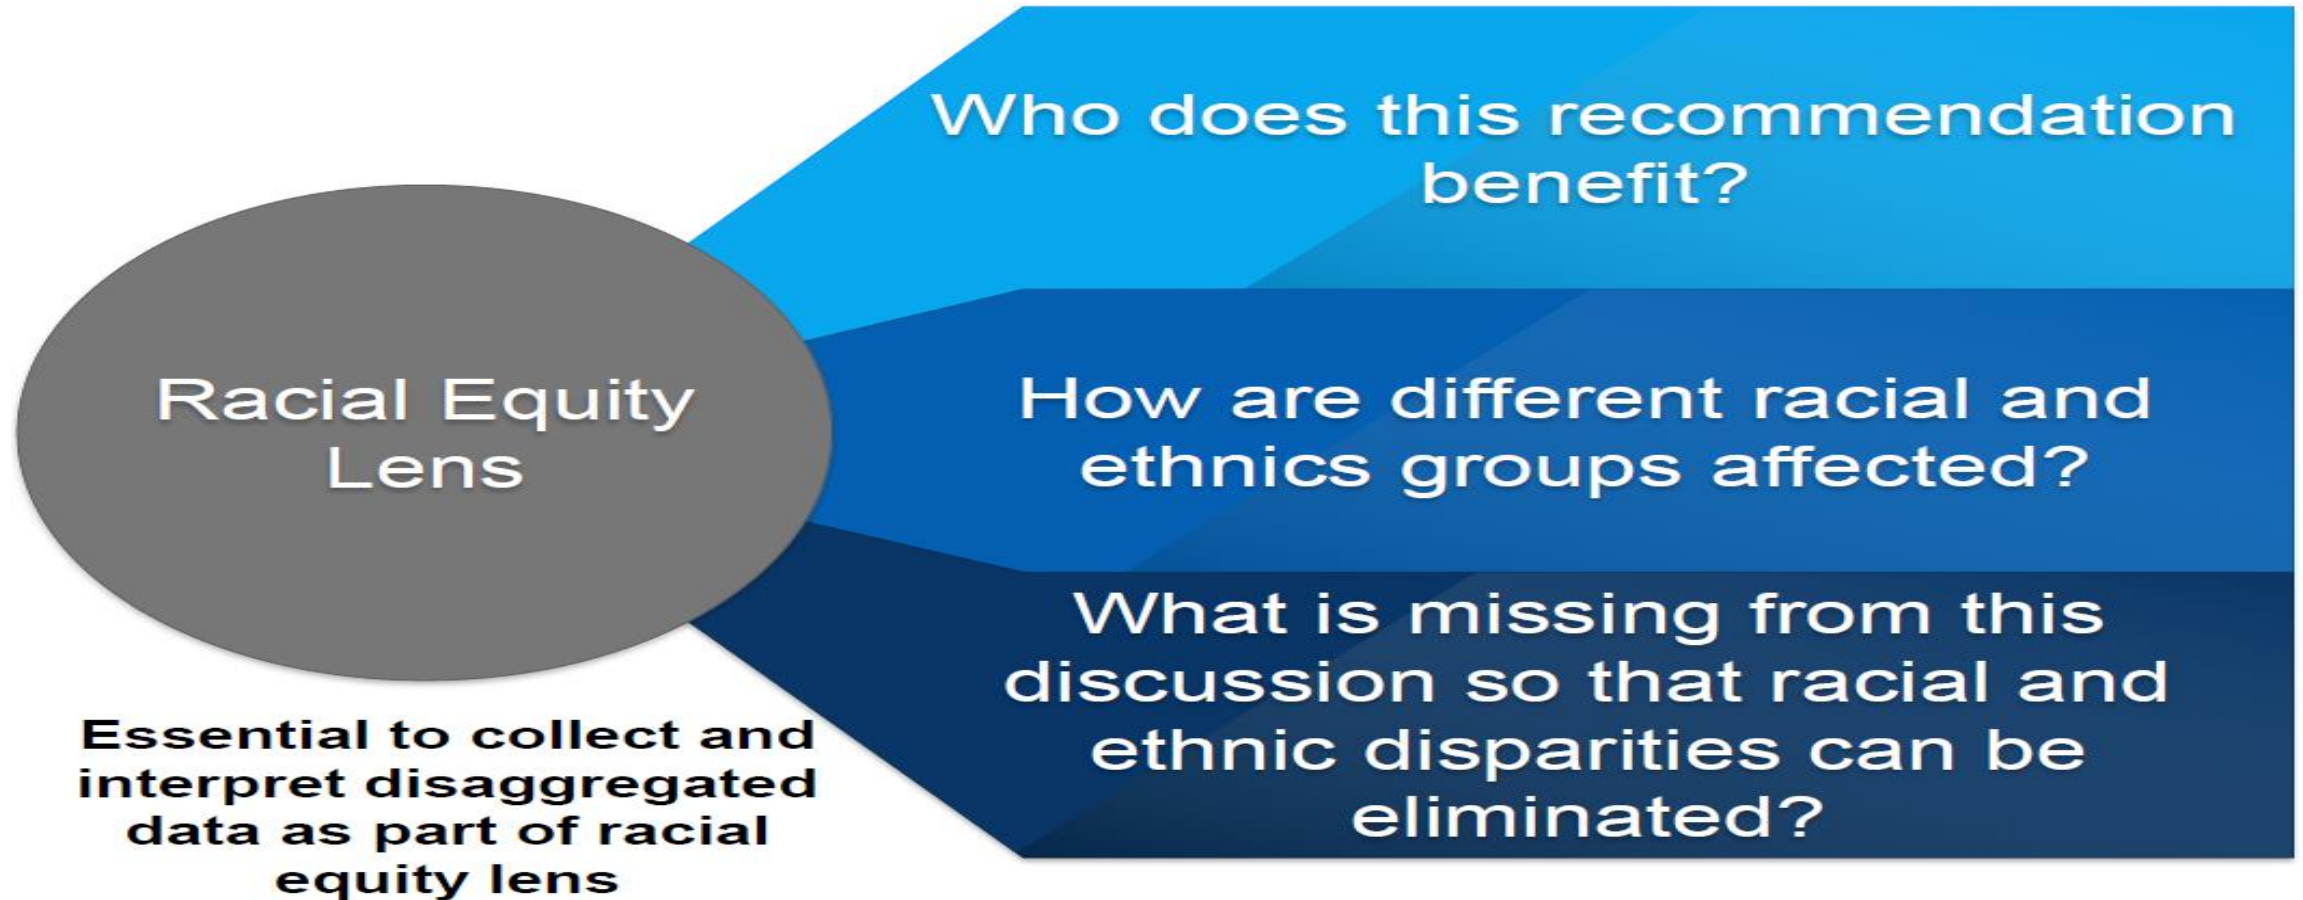 Racial Equity
Lens
Essential to collect and
interpret disaggregated
data as part of racial
equity lens
Who does this recommendation
benefit?
How are different racial and
ethnics groups affected?
What is missing from this
discussion so that racial and
ethnic disparities can be
eliminated?